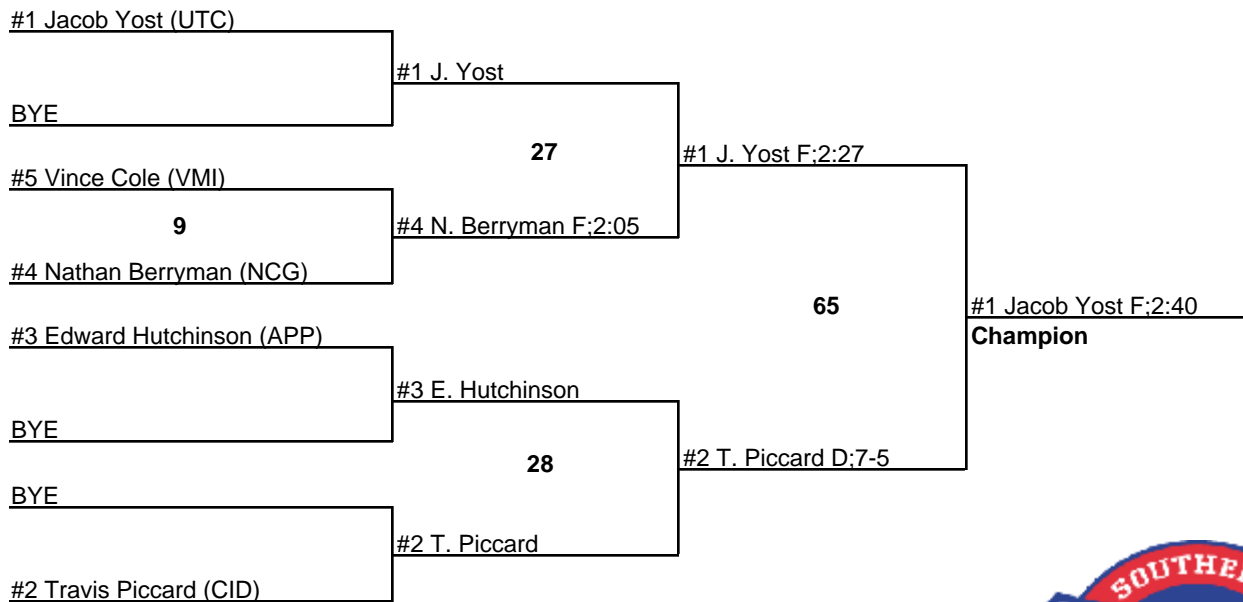 #1 Jacob Yost (UTC)
#1 J. Yost
BYE
27
#1 J. Yost F;2:27
#5 Vince Cole (VMI)
9
#4 N. Berryman F;2:05
#4 Nathan Berryman (NCG)
65
#1 Jacob Yost F;2:40
Champion
#3 Edward Hutchinson (APP)
#3 E. Hutchinson
BYE
28
#2 T. Piccard D;7-5
BYE
#2 T. Piccard
#2 Travis Piccard (CID)